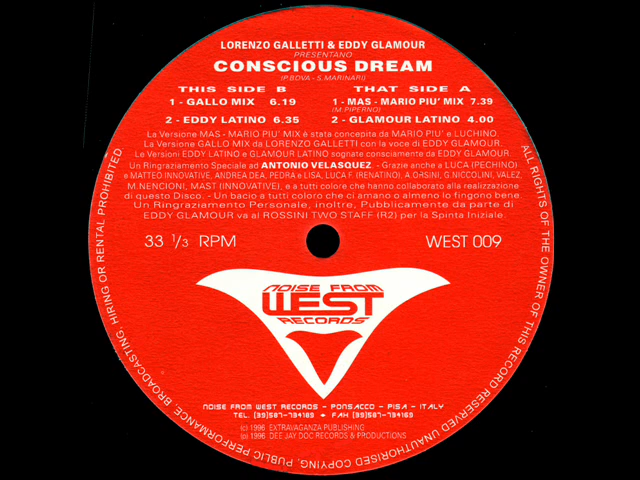 LORENZO GALLETTI & EDDY GLAMOUR
PRESENTANO
CONSCIOUS DREAM
(P.BOVA - S.MARINARI)
THIS SIDE B
1 - GALLO MIX 6.19
2 - EDDY LATINO 6.35
THAT SIDE A
1 - MAS - MARIO PIU' MIX 7.39
(M.PIPERNO)
2 - GLAMOUR LATINO 4.00
La Versione MAS - MARIO PIU' MIX é stata concepita da MARIO PIU' e LUCHINO.
La Versione GALLO MIX da LORENZO GALLETTI con la voce di EDDY GLAMOUR.
Le Versioni EDDY LATINO e GLAMOUR LATINO sognate consciousamente da EDDY GLAMOUR.
Un Ringraziamento Speciale ad ANTONIO VELASQUEZ - Grazie anche a LUCA (PECHINO)
e MATTEO INNOVATIVE, ANDREA DEA, PEDRA e LISA, LUCA F. (RENATINO), A.ORSINI, G.NICCOLINI, VALEZ,
M.NENCIONI, MAST (INNOVATIVE), e a tutti coloro che hanno collaborato alla realizzazione
di questo Disco. - Un bacio a tutti coloro che ci amano o almeno lo fingono bene.
Un Ringraziamento Personale, inoltre, Pubblicamente da parte di
EDDY GLAMOUR va al ROSSINI TWO STAFF (R2) per la Spinta Iniziale.
33 1/3 RPM
WEST 009
NOISE FROM
WEST
RECORDS
NOISE FROM WEST RECORDS - PONSACCO - PISA - ITALY
TEL. (39)587-734189 + FAX (39)587-734169
(c) 1996 EXTRAVAGANZA PUBLISHING
(p) 1996 DEE JAY DOC RECORDS & PRODUCTIONS
ALL RIGHTS OF THE OWNER OF THIS RECORD RESERVED. UNAUTHORISED COPYING, PUBLIC PERFORMANCE, BROADCASTING, HIRING OR RENTAL PROHIBITED.